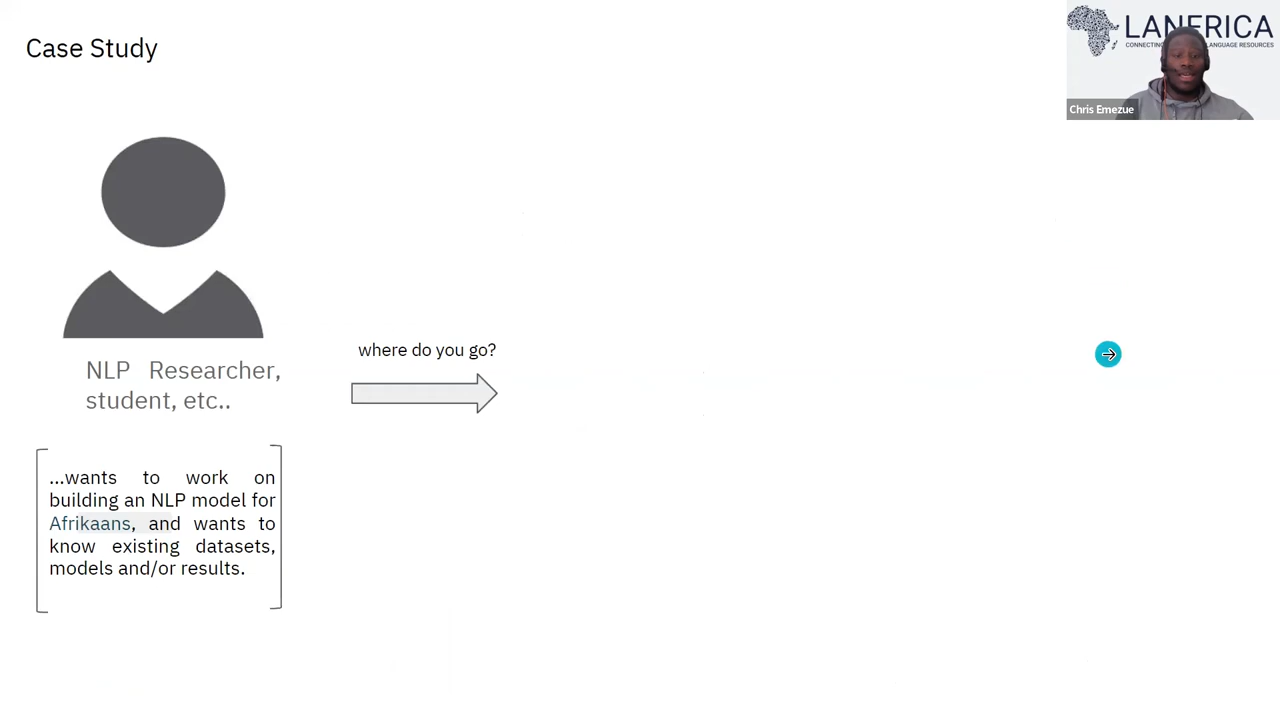 Case Study
LANFRICA
CONNECTING LANGUAGE RESOURCES
Chris Emezue
NLP Researcher,
student, etc..
where do you go?
...wants to work on
building an NLP model for
Afrikaans, and wants to
know existing datasets,
models and/or results.